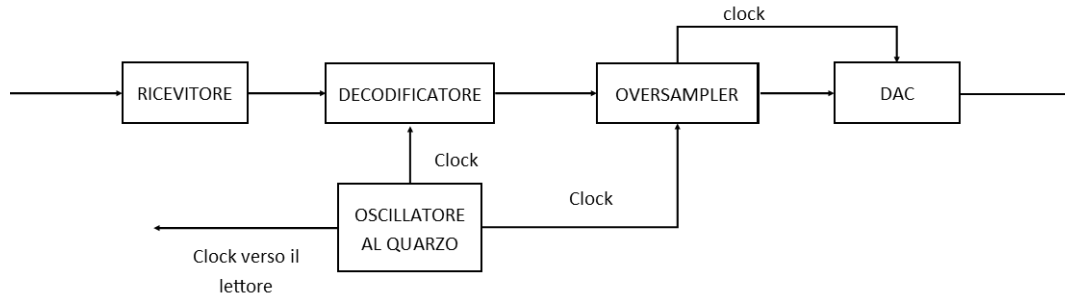 clock
RICEVITORE
DECODIFICATORE
OVERSAMPLER
DAC
Clock
Clock
OSCILLATORE
AL QUARZO
Clock verso il
lettore